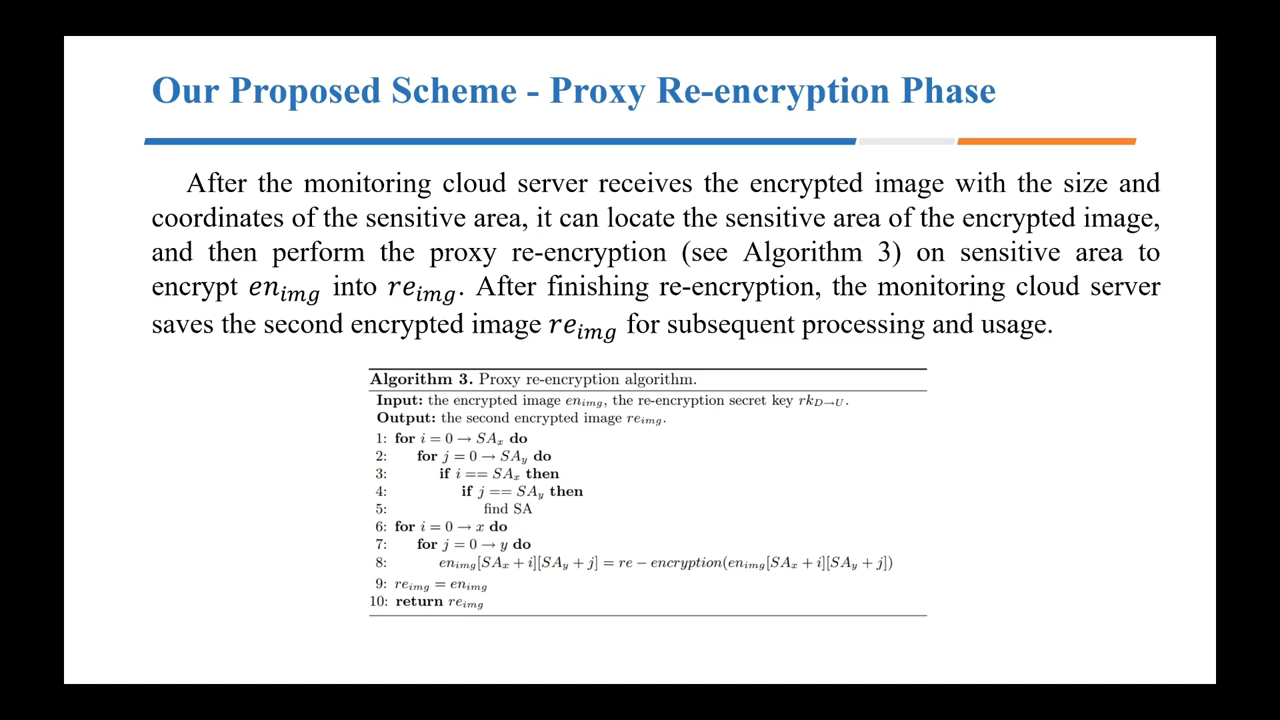 Our Proposed Scheme - Proxy Re-encryption Phase
After the monitoring cloud server receives the encrypted image with the size and
coordinates of the sensitive area, it can locate the sensitive area of the encrypted image,
and then perform the proxy re-encryption (see Algorithm 3) on sensitive area to
encrypt en_img into re_img. After finishing re-encryption, the monitoring cloud server
saves the second encrypted image re_img for subsequent processing and usage.
Algorithm 3. Proxy re-encryption algorithm.
Input: the encrypted image en_img, the re-encryption secret key rk_D→U.
Output: the second encrypted image re_img.
1: for i = 0 → SA_x do
2: for j = 0 → SA_y do
3: if i == SA_x then
4: if j == SA_y then
5: find SA
6: for i = 0 → x do
7: for j = 0 → y do
8: en_img[SA_x + i][SA_y + j] = re − encryption(en_img[SA_x + i][SA_y + j])
9: re_img = en_img
10: return re_img